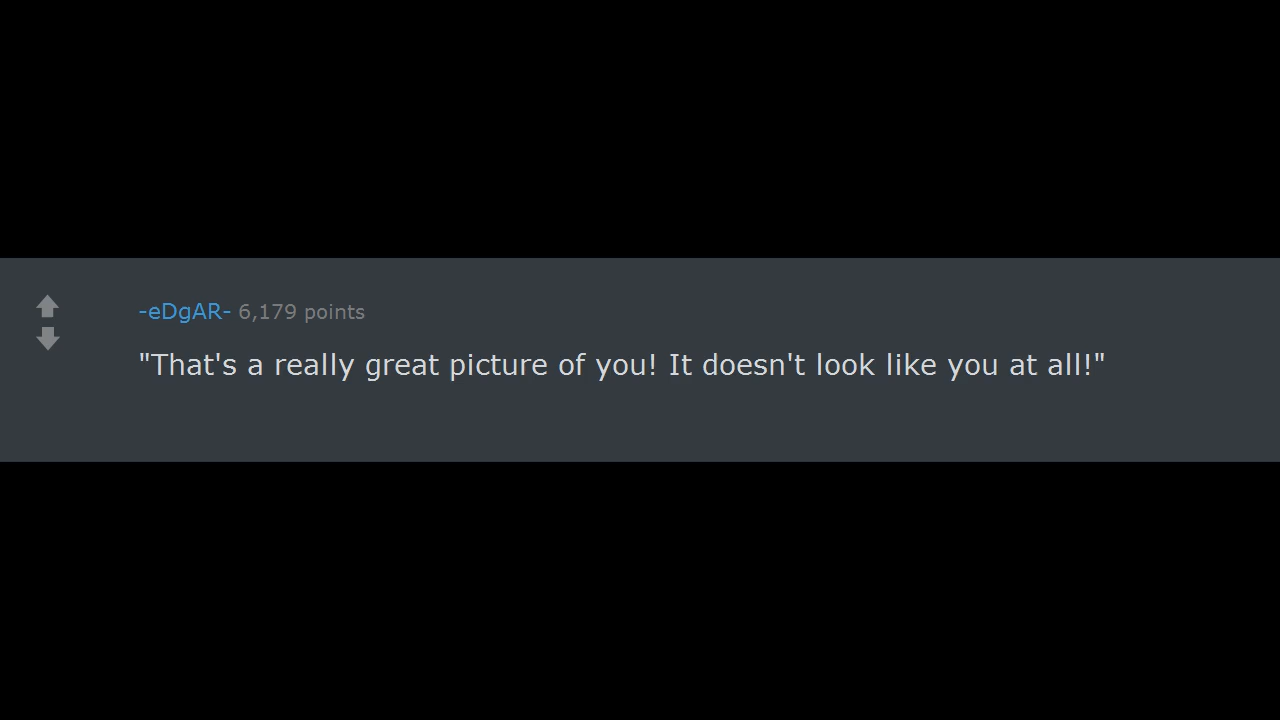 -eDgAR- 6,179 points
"That's a really great picture of you! It doesn't look like you at all!"